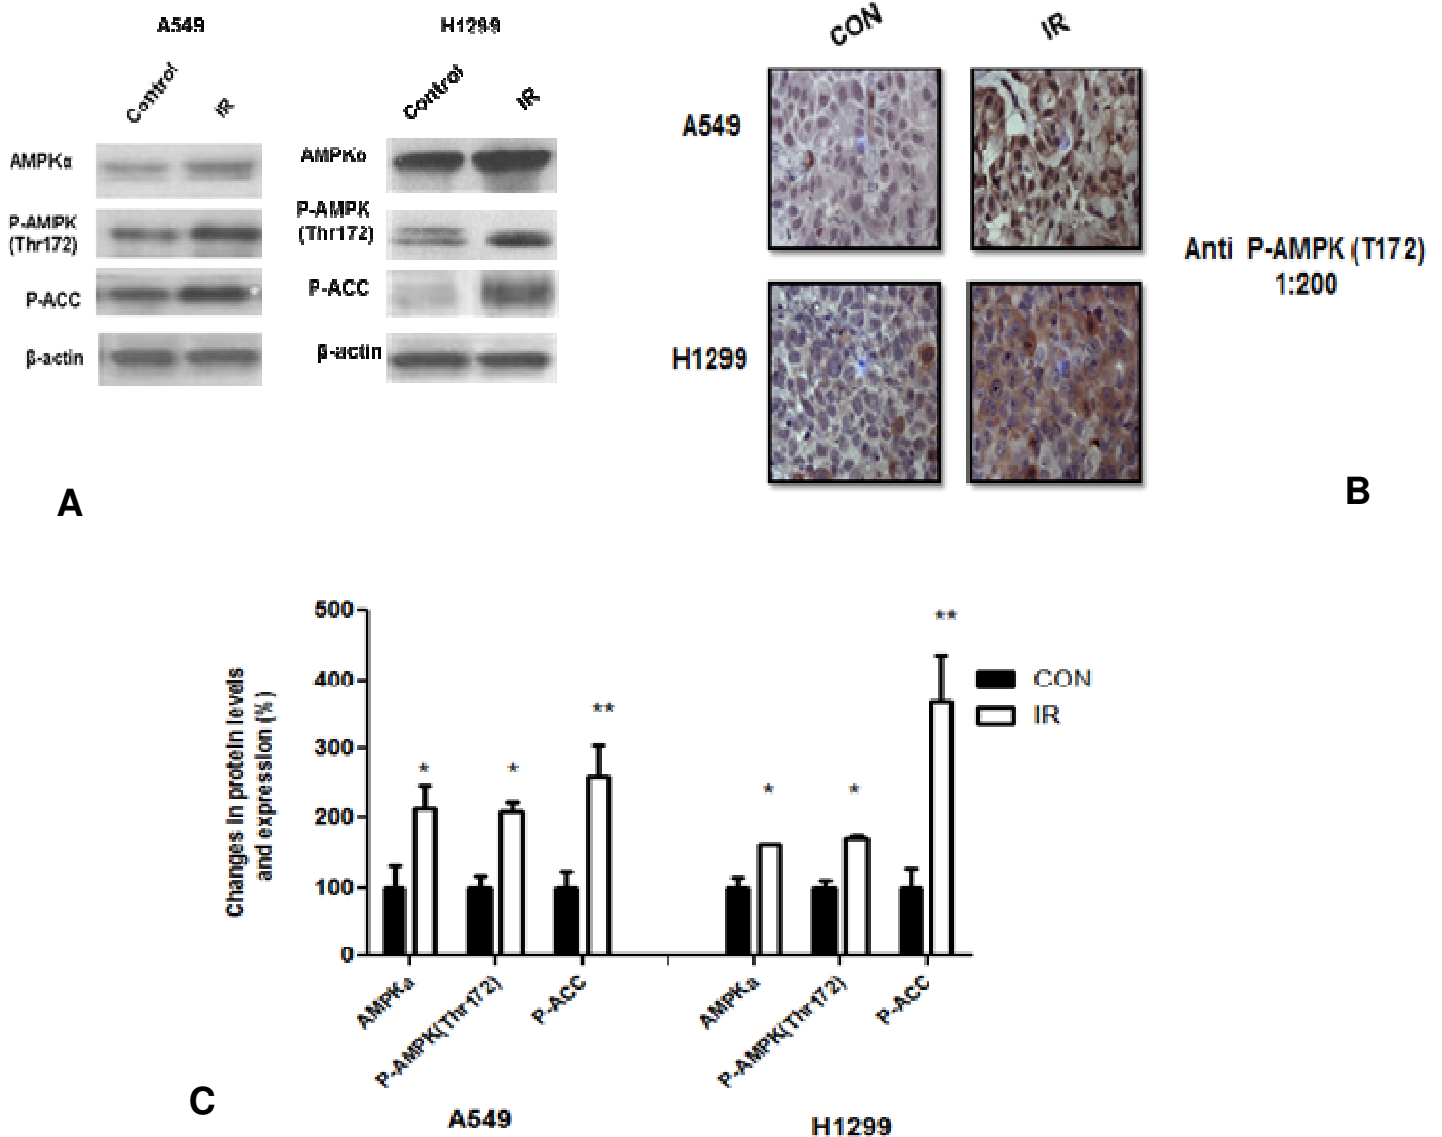 A549
H1299
Control
IR
Control
IR
AMPKα
P-AMPK
(Thr172)
P-ACC
β-actin
AMPKα
P-AMPK
(Thr172)
P-ACC
β-actin
A
CON
IR
A549
H1299
Anti P-AMPK (T172)
1:200
B
Changes in protein levels
and expression (%)
500
400
300
200
100
0
*
*
**
*
*
**
CON
IR
AMPKa
P-AMPK(Thr172)
P-ACC
AMPKa
P-AMPK(Thr172)
P-ACC
A549
H1299
C